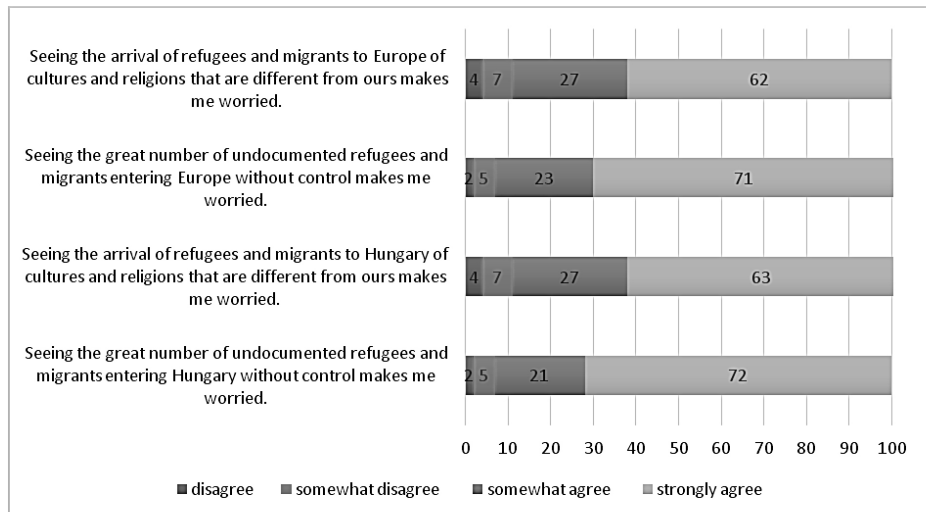 Seeing the arrival of refugees and migrants to Europe of
cultures and religions that are different from ours makes
me worried.
4 7 27 62
Seeing the great number of undocumented refugees and
migrants entering Europe without control makes me
worried.
2 5 23 71
Seeing the arrival of refugees and migrants to Hungary of
cultures and religions that are different from ours makes
me worried.
4 7 27 63
Seeing the great number of undocumented refugees and
migrants entering Hungary without control makes me
worried.
2 5 21 72
0 10 20 30 40 50 60 70 80 90 100
disagree somewhat disagree somewhat agree strongly agree